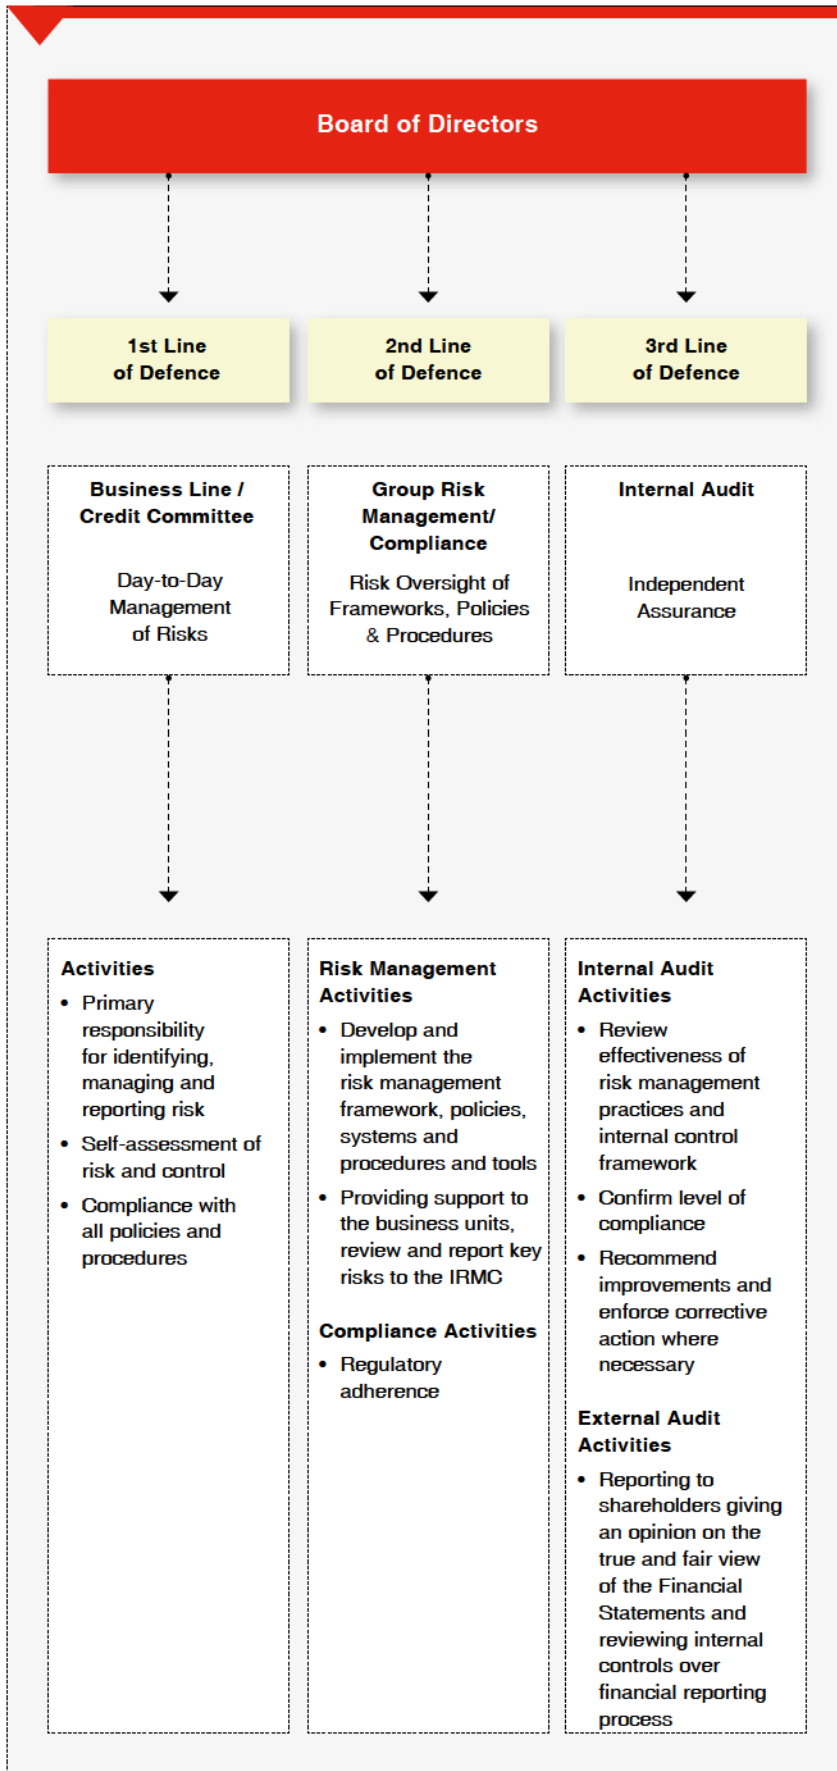 Board of Directors
1st Line
of Defence
2nd Line
of Defence
3rd Line
of Defence
Business Line /
Credit Committee
Day-to-Day
Management
of Risks
Group Risk
Management/
Compliance
Risk Oversight of
Frameworks, Policies
& Procedures
Internal Audit
Independent
Assurance
Activities
• Primary
responsibility
for identifying,
managing and
reporting risk
• Self-assessment of
risk and control
• Compliance with
all policies and
procedures
Risk Management
Activities
• Develop and
implement the
risk management
framework, policies,
systems and
procedures and tools
• Providing support to
the business units,
review and report key
risks to the IRMC
Compliance Activities
• Regulatory
adherence
Internal Audit
Activities
• Review
effectiveness of
risk management
practices and
internal control
framework
• Confirm level of
compliance
• Recommend
improvements and
enforce corrective
action where
necessary
External Audit
Activities
• Reporting to
shareholders giving
an opinion on the
true and fair view
of the Financial
Statements and
reviewing internal
controls over
financial reporting
process